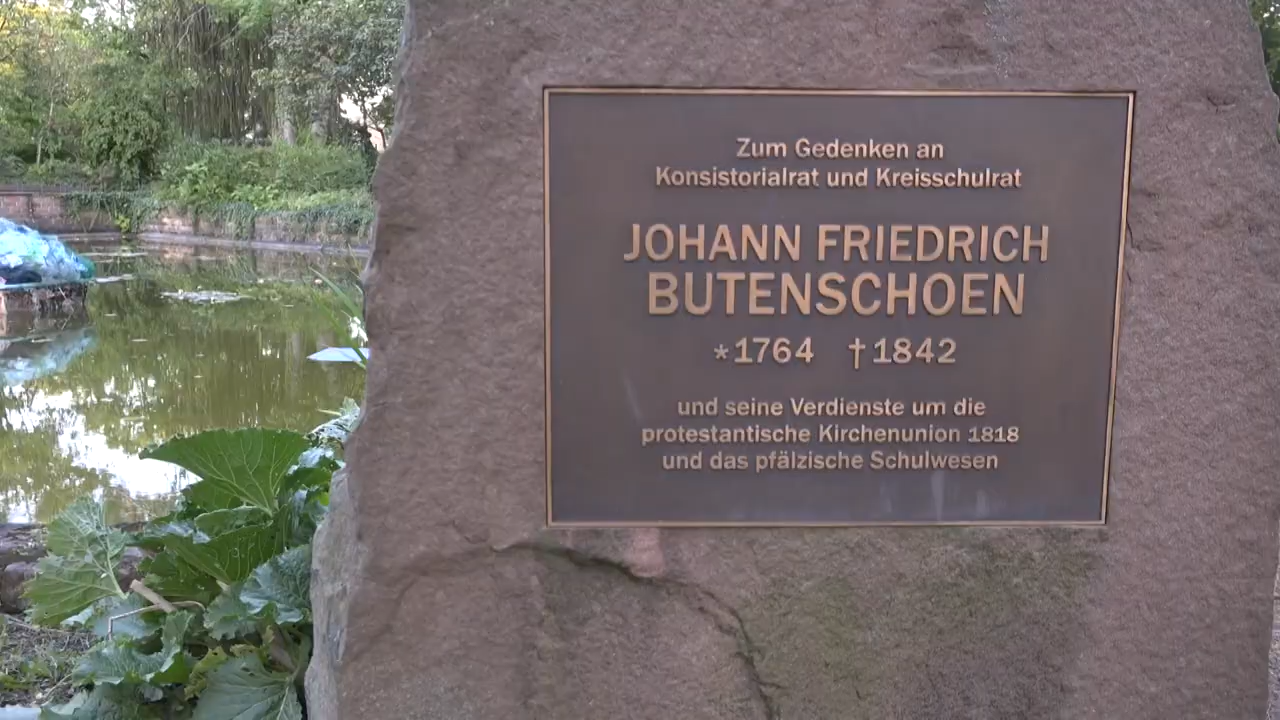 Zum Gedenken an
Konsistorialrat und Kreisschulrat
JOHANN FRIEDRICH
BUTENSCHOEN
*1764 †1842
und seine Verdienste um die
protestantische Kirchenunion 1818
und das pfälzische Schulwesen